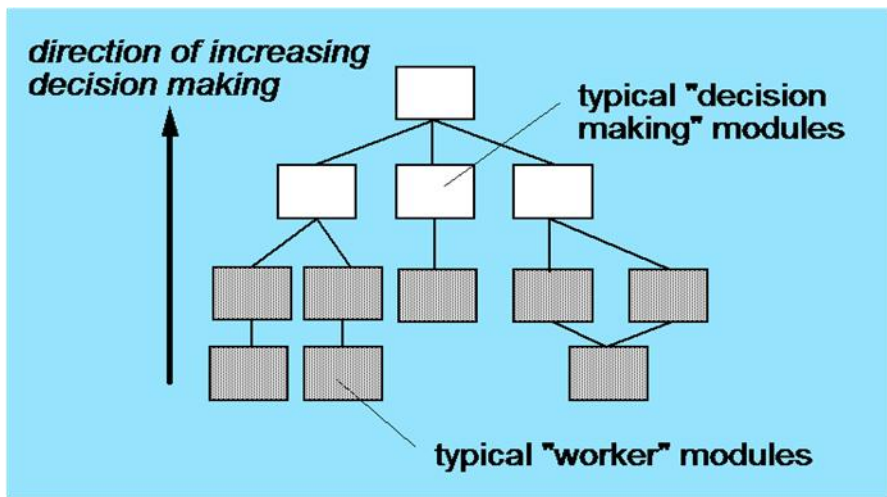 direction of increasing
decision making
typical "decision
making" modules
typical "worker" modules